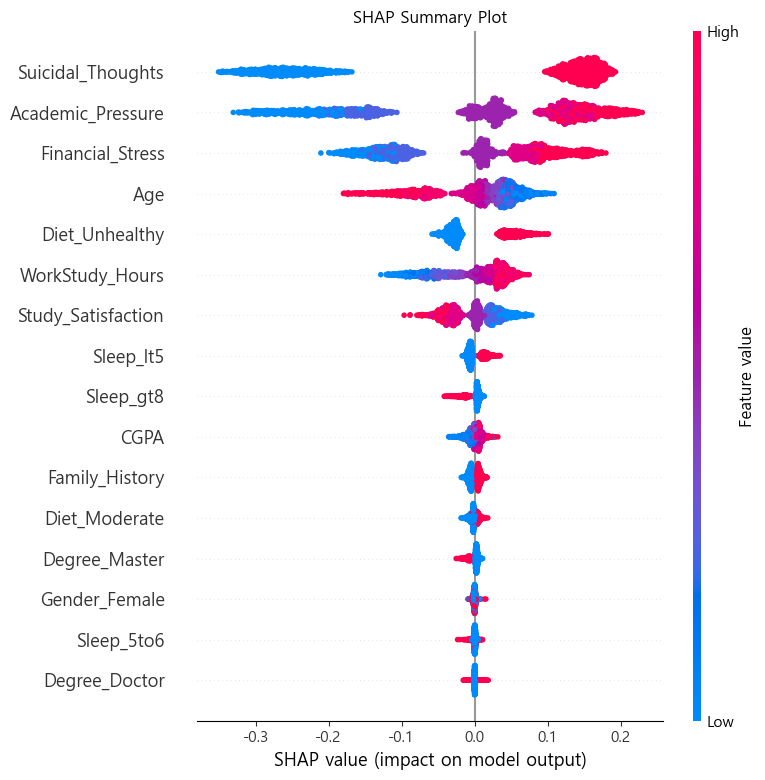 SHAP Summary Plot
High
Suicidal_Thoughts
Academic_Pressure
Financial_Stress
Age
Diet_Unhealthy
WorkStudy_Hours
Study_Satisfaction
Sleep_lt5
Sleep_gt8
CGPA
Family_History
Diet_Moderate
Degree_Master
Gender_Female
Sleep_5to6
Degree_Doctor
Feature value
Low
-0.3 -0.2 -0.1 0.0 0.1 0.2
SHAP value (impact on model output)